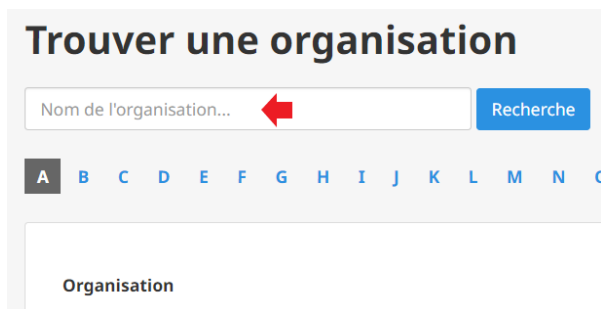 Trouver une organisation
Nom de l'organisation... Recherche
A B C D E F G H I J K L M N
Organisation